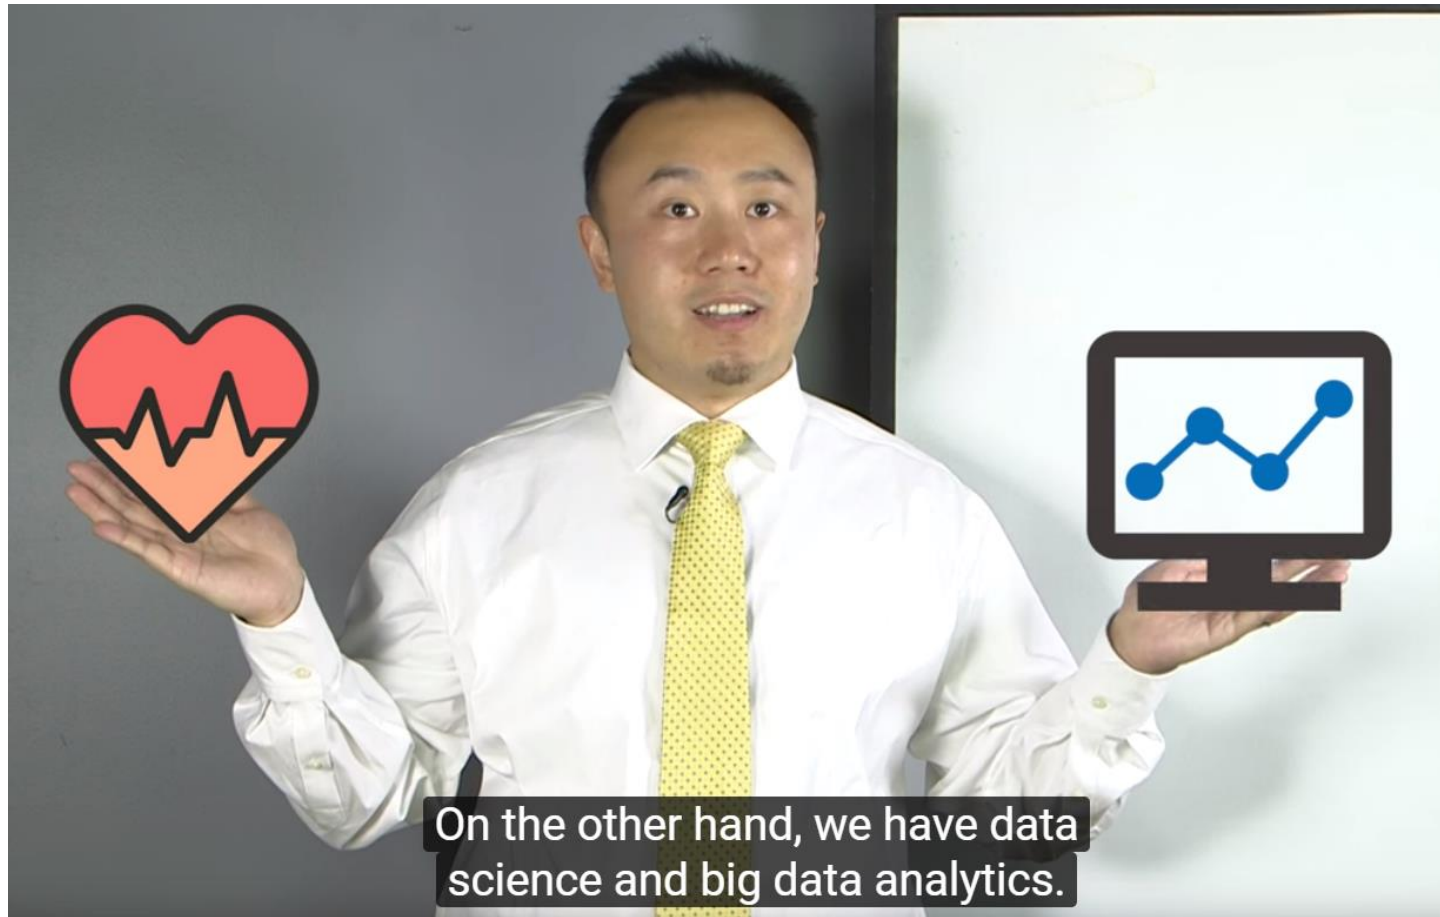 On the other hand, we have data
science and big data analytics.